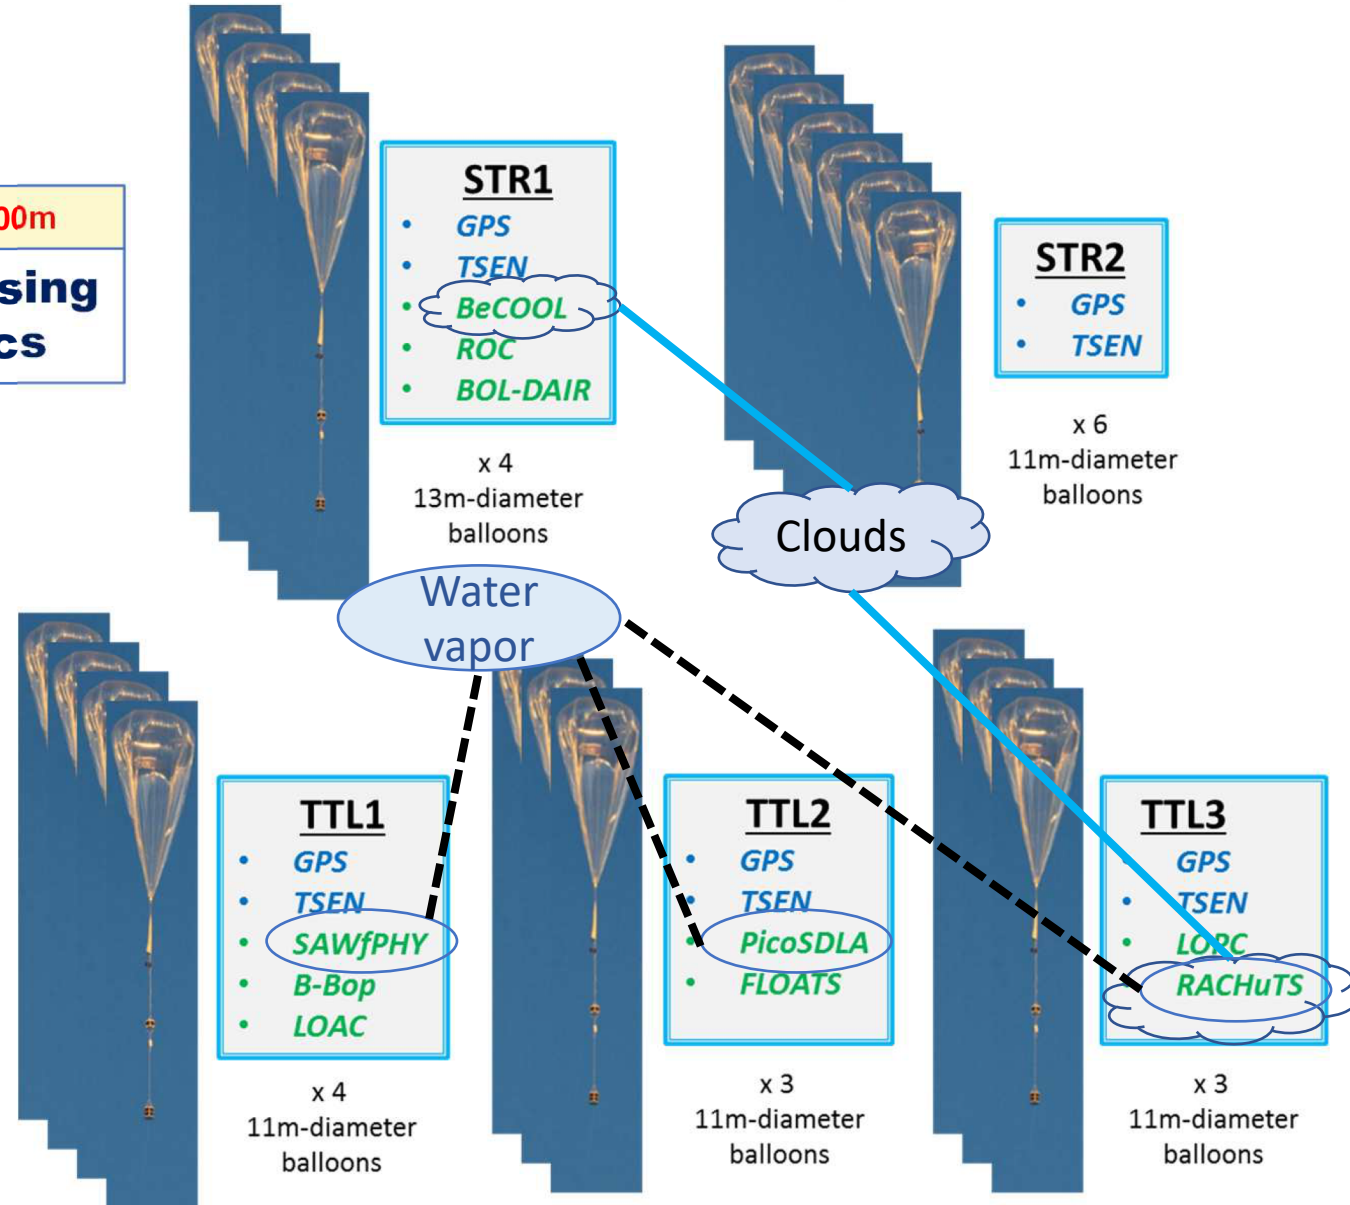 00m
sing
cs
STR1
• GPS
• TSEN
• BeCOOL
• ROC
• BOL-DAIR
x 4
13m-diameter
balloons
STR2
• GPS
• TSEN
x 6
11m-diameter
balloons
Clouds
Water
vapor
TTL1
• GPS
• TSEN
• SAWfPHY
• B-Bop
• LOAC
x 4
11m-diameter
balloons
TTL2
• GPS
• TSEN
• PicoSDLA
• FLOATS
x 3
11m-diameter
balloons
TTL3
• GPS
• TSEN
• LOPC
• RACHuTS
x 3
11m-diameter
balloons